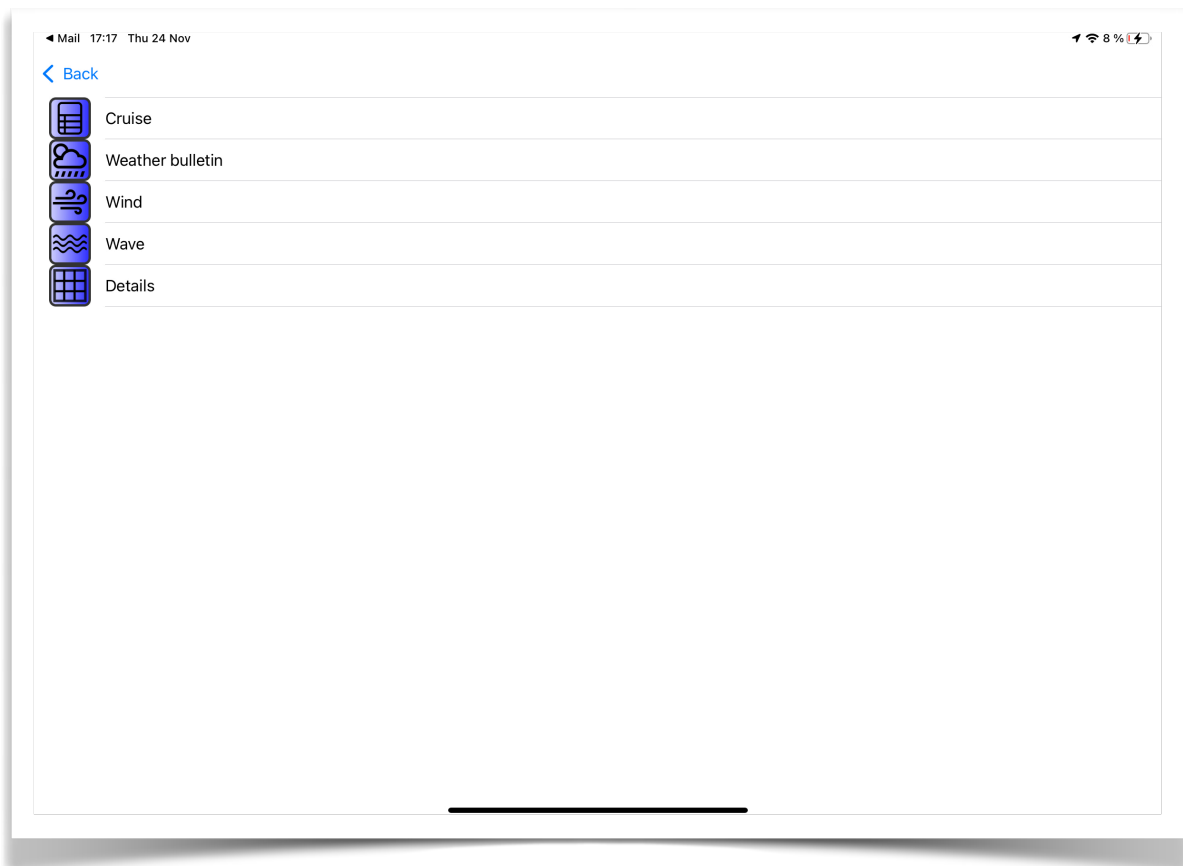 ◀ Mail 17:17 Thu 24 Nov 8 %
Back
Cruise
Weather bulletin
Wind
Wave
Details